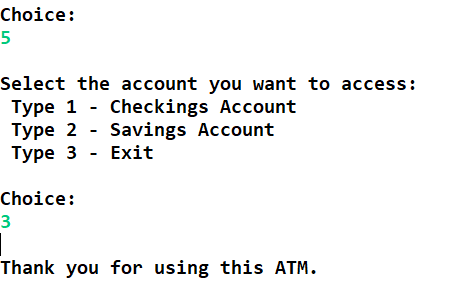 Choice:
5
Select the account you want to access:
Type 1 - Checkings Account
Type 2 - Savings Account
Type 3 - Exit
Choice:
3
Thank you for using this ATM.